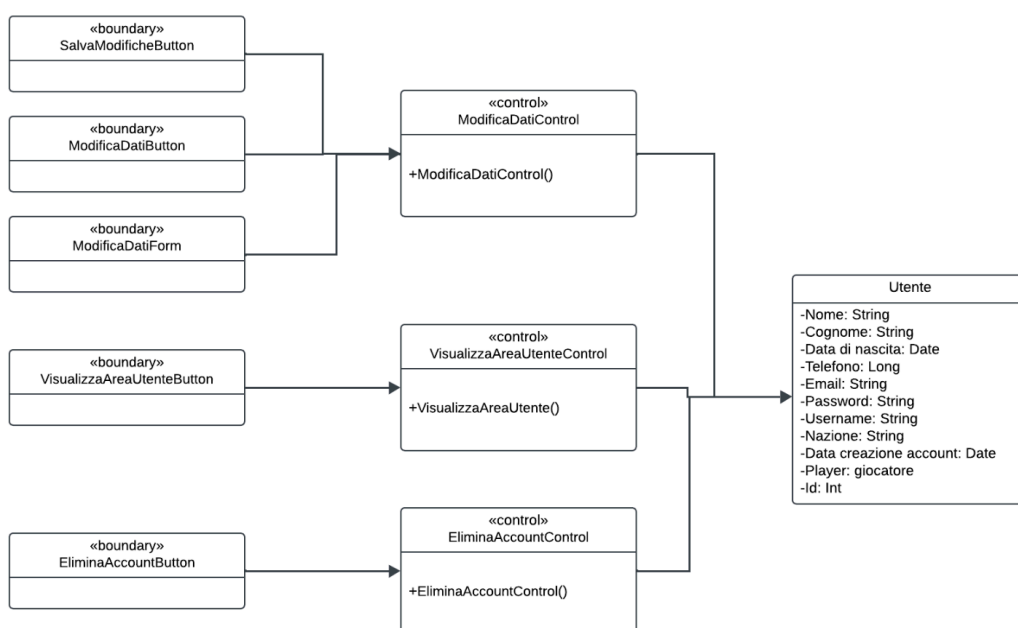 «boundary»
SalvaModificheButton
«boundary»
ModificaDatiButton
«boundary»
ModificaDatiForm
«control»
ModificaDatiControl
+ModificaDatiControl()
«boundary»
VisualizzaAreaUtenteButton
«control»
VisualizzaAreaUtenteControl
+VisualizzaAreaUtente()
«boundary»
EliminaAccountButton
«control»
EliminaAccountControl
+EliminaAccountControl()
Utente
-Nome: String
-Cognome: String
-Data di nascita: Date
-Telefono: Long
-Email: String
-Password: String
-Username: String
-Nazione: String
-Data creazione account: Date
-Player: giocatore
-Id: Int